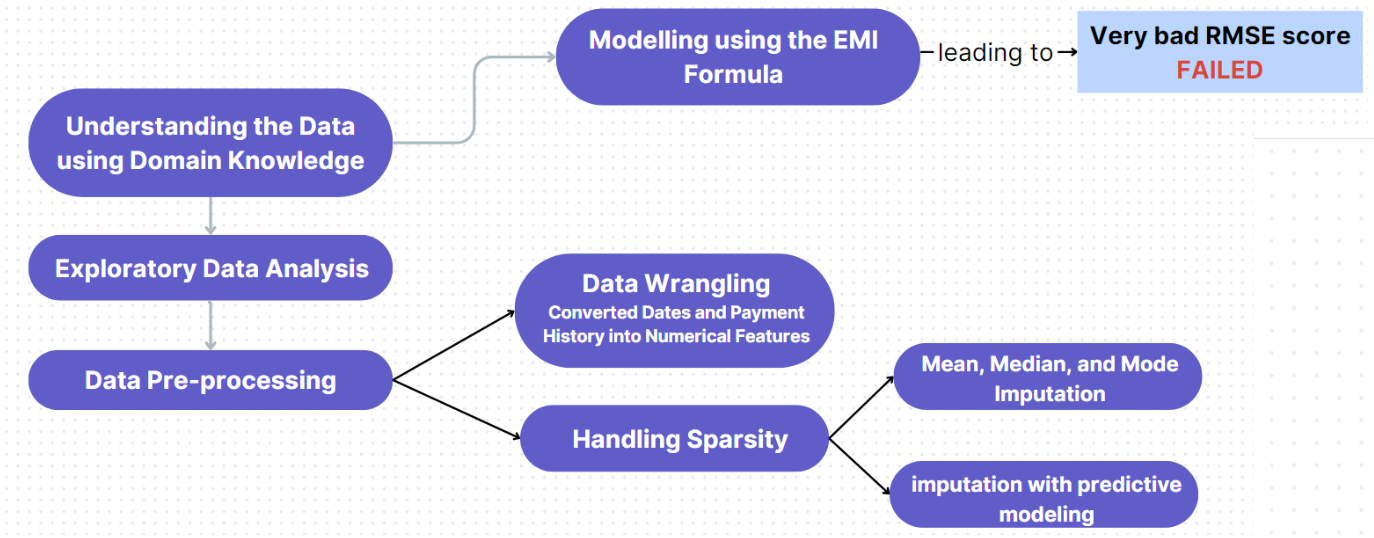 Modelling using the EMI
Formula
leading to
Very bad RMSE score
FAILED
Understanding the Data
using Domain Knowledge
Exploratory Data Analysis
Data Pre-processing
Data Wrangling
Converted Dates and Payment
History into Numerical Features
Handling Sparsity
Mean, Median, and Mode
Imputation
imputation with predictive
modeling